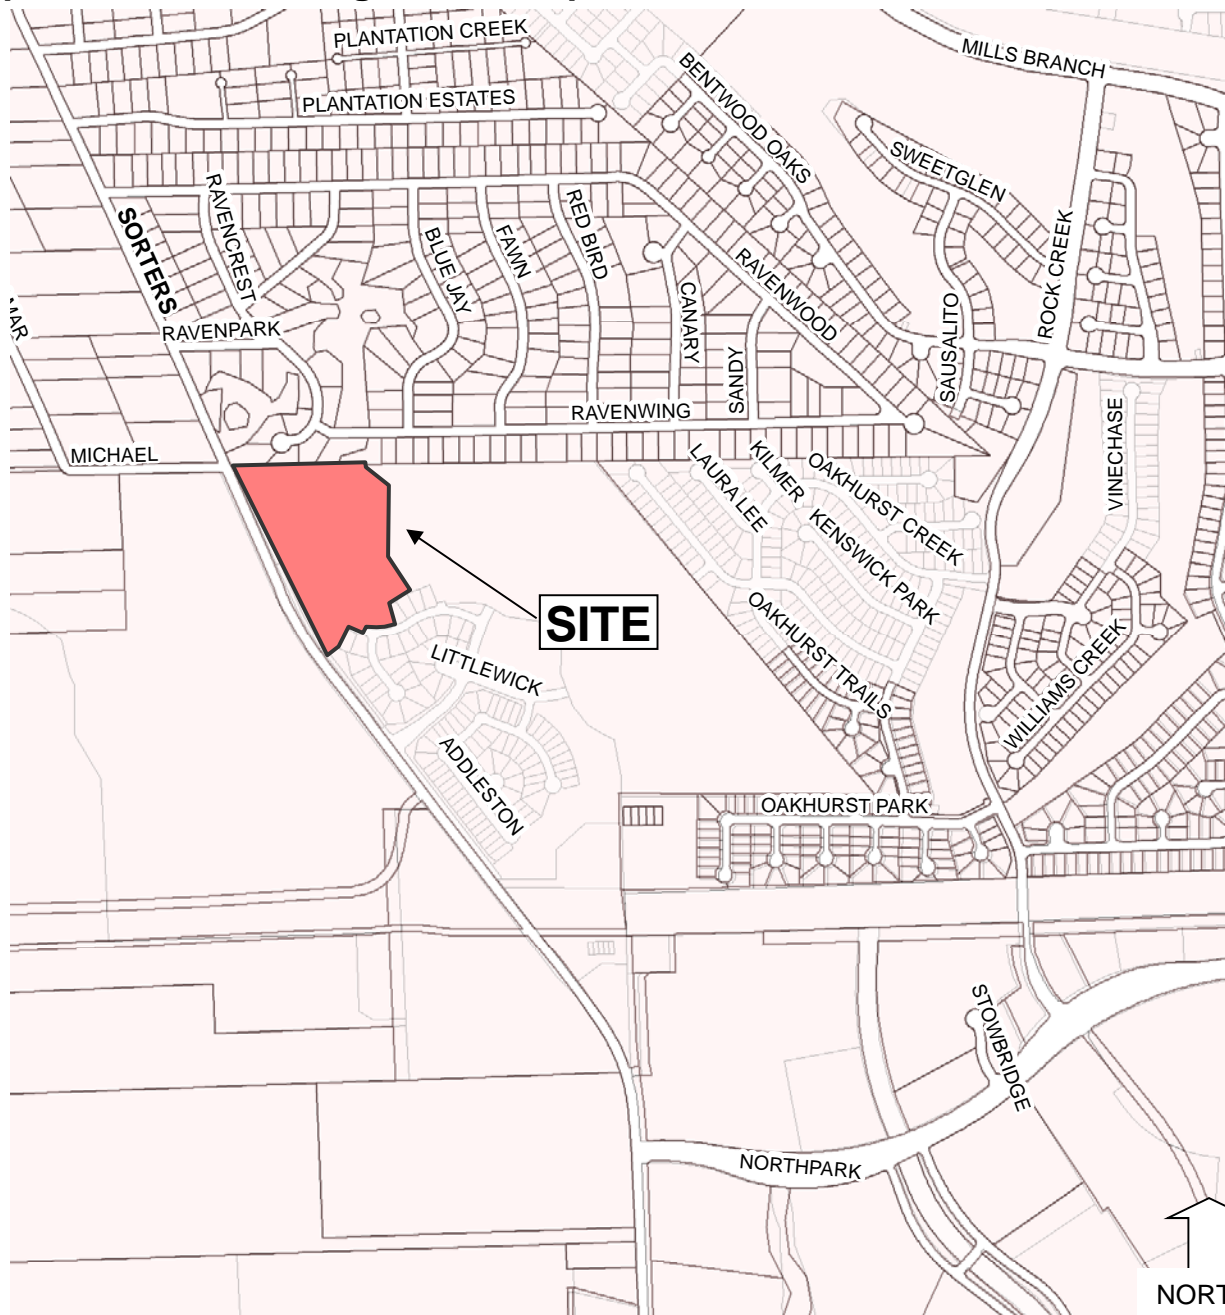 PLANTATION CREEK
MILLS BRANCH
BENTWOOD OAKS
PLANTATION ESTATES
SWEETGLEN
RAVENCREST
SORTERS
RED BIRD
FAWN
BLUE JAY
ROCK CREEK
RAVENWOOD
CANARY
SAUSALITO
RAVENPARK
SANDY
RAVENWING
VINECHASE
MICHAEL
LAURA LEE
KILMER
OAKHURST CREEK
KENSWICK PARK
SITE
OAKHURST TRAILS
LITTLEWICK
WILLIAMS CREEK
ADDLESTON
OAKHURST PARK
STOWBRIDGE
NORTHPARK
NORT